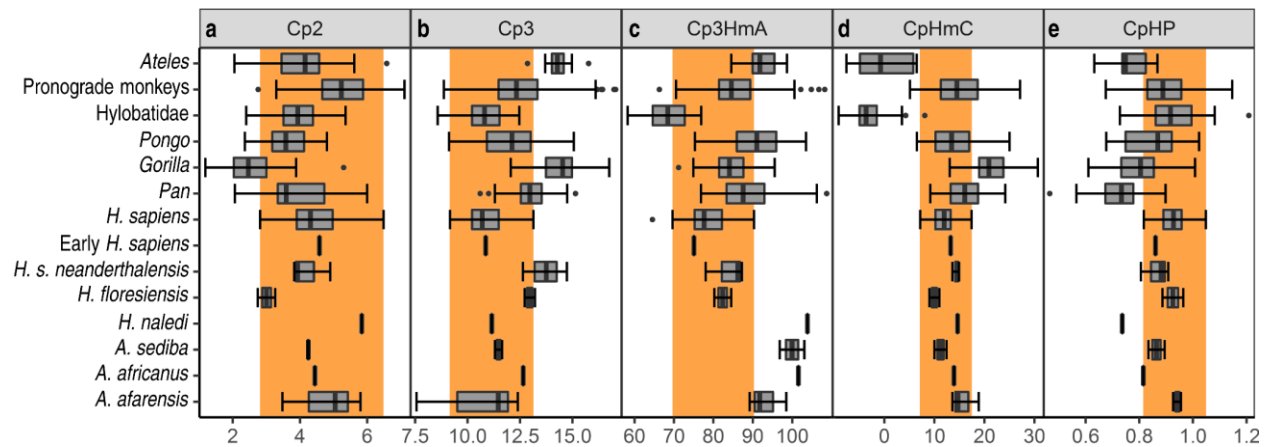 a Cp2 b Cp3 c Cp3HmA d CpHmC e CpHP
Ateles
Pronograde monkeys
Hylobatidae
Pongo
Gorilla
Pan
H. sapiens
Early H. sapiens
H. s. neanderthalensis
H. floresiensis
H. naledi
A. sediba
A. africanus
A. afarensis
2 4 6 7.5 10.0 12.5 15.0 60 70 80 90 100 0 10 20 30 0.6 0.8 1.0 1.2